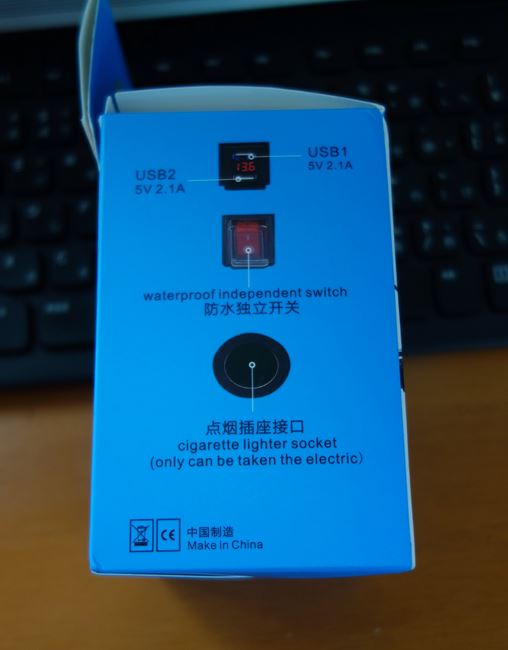 USB1
5V 2.1A
USB2
5V 2.1A
13.6
waterproof independent switch
防水独立开关
点烟插座接口
cigarette lighter socket
(only can be taken the electric)
CE
中国制造
Make in China